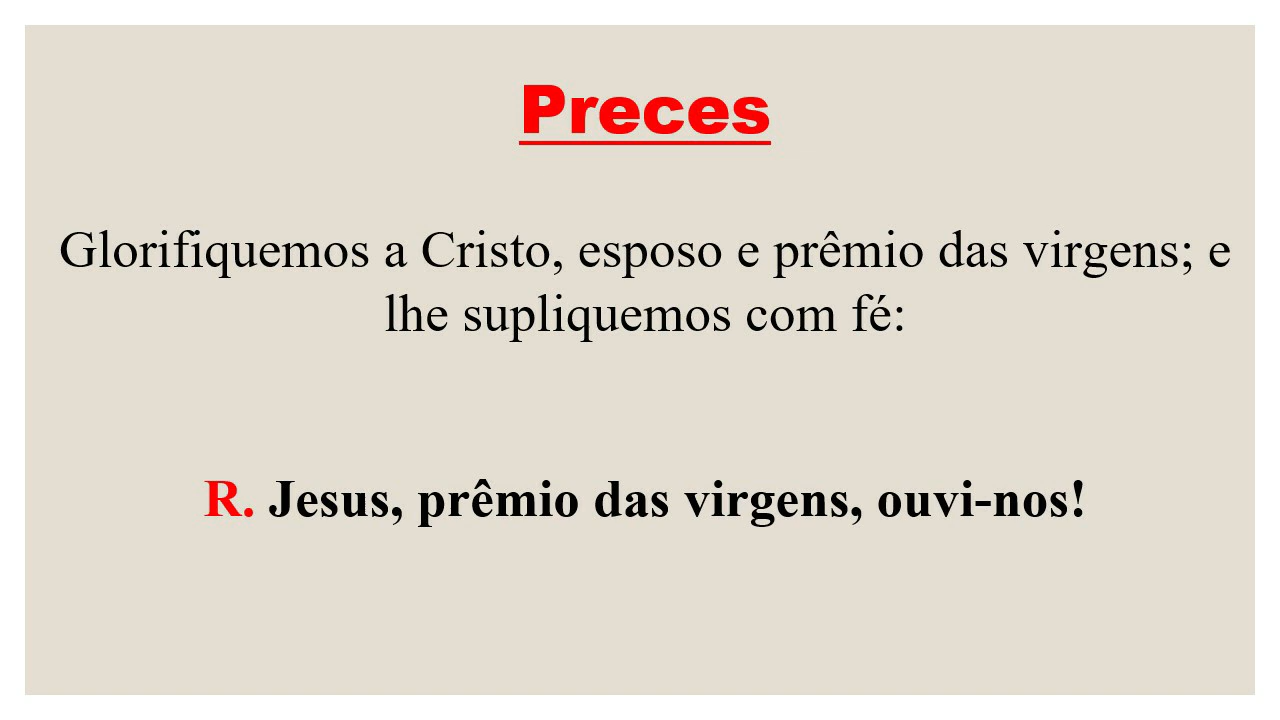 Preces
Glorifiquemos a Cristo, esposo e prêmio das virgens; e
lhe supliquemos com fé:
R. Jesus, prêmio das virgens, ouvi-nos!